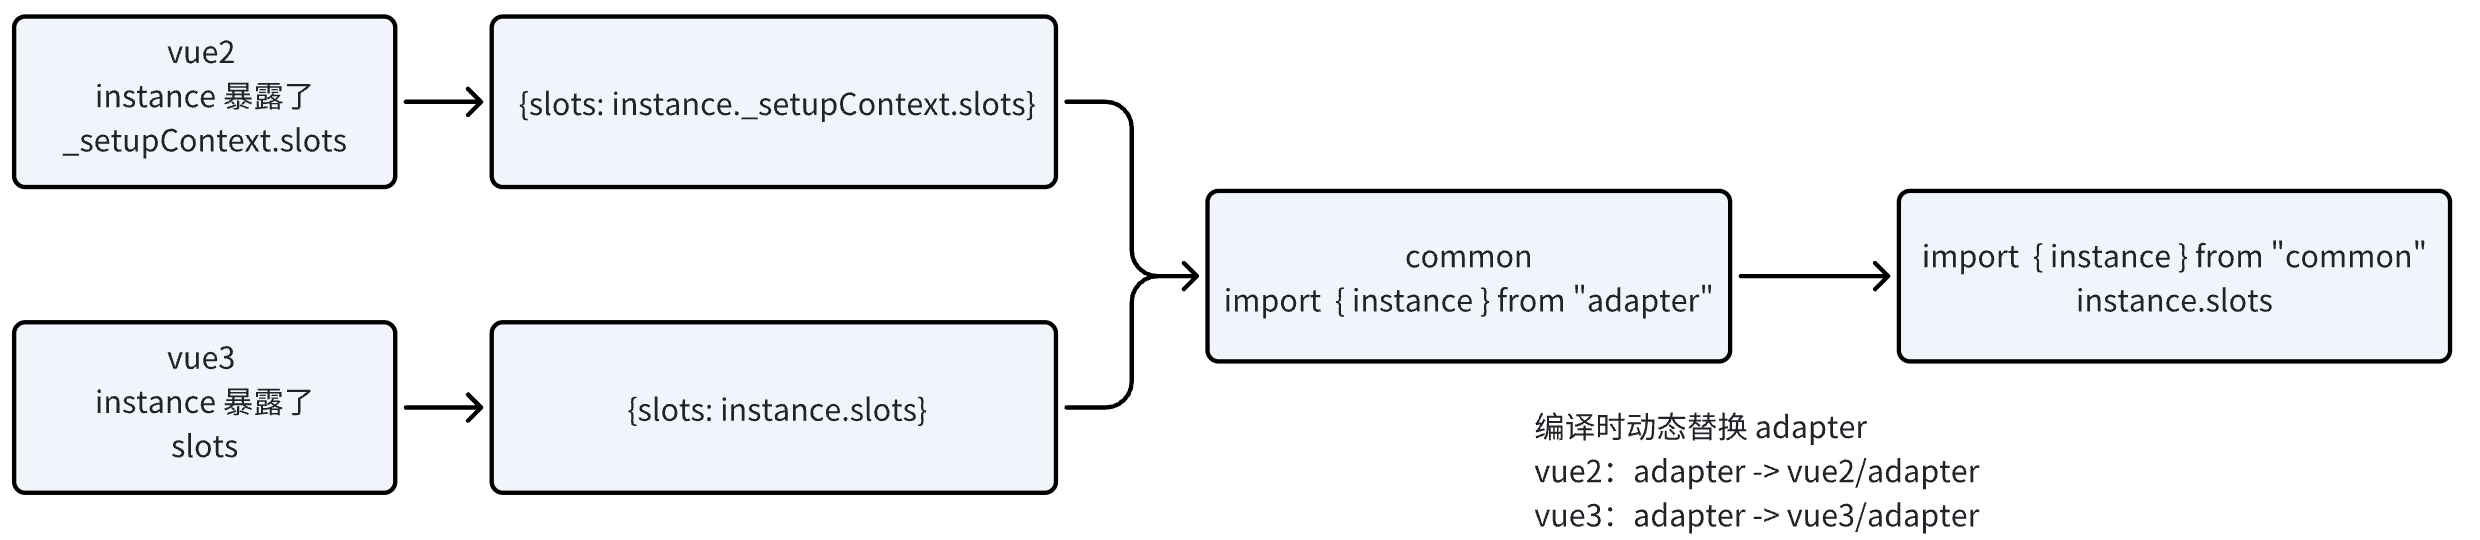 vue2
instance 暴露了
_setupContext.slots
{slots: instance._setupContext.slots}
vue3
instance 暴露了
slots
{slots: instance.slots}
common
import { instance } from "adapter"
import { instance } from "common"
instance.slots
编译时动态替换 adapter
vue2：adapter -> vue2/adapter
vue3：adapter -> vue3/adapter